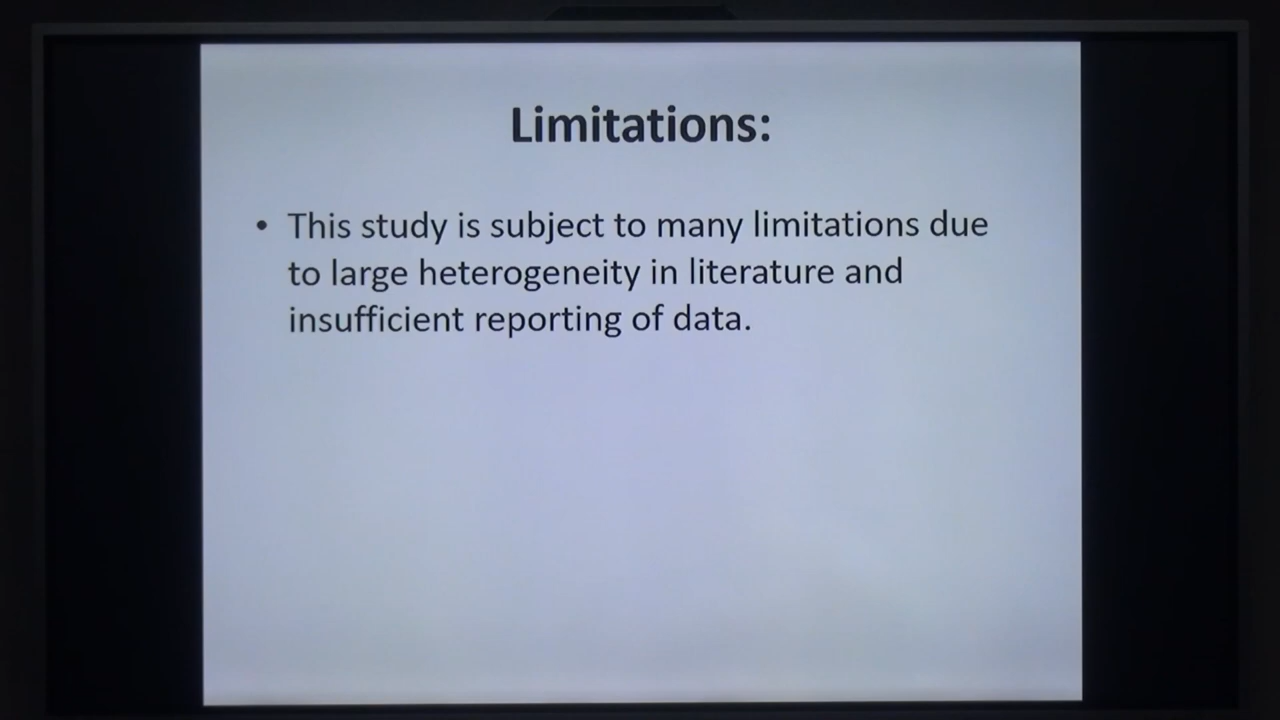 Limitations:
• This study is subject to many limitations due
to large heterogeneity in literature and
insufficient reporting of data.